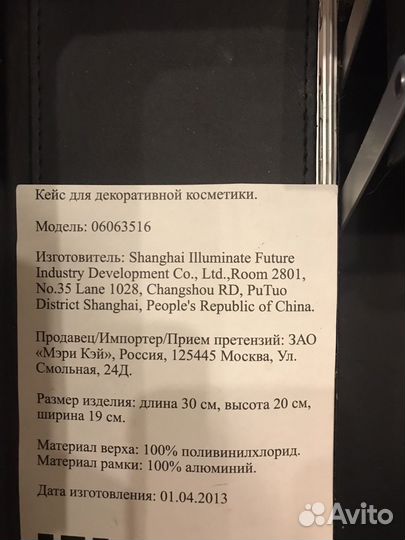 Кейс для декоративной косметики.
Модель: 06063516
Изготовитель: Shanghai Illuminate Future
Industry Development Co., Ltd.,Room 2801,
No.35 Lane 1028, Changshou RD, PuTuo
District Shanghai, People's Republic of China.
Продавец/Импортер/Прием претензий: ЗАО
«Мэри Кэй», Россия, 125445 Москва, Ул.
Смольная, 24Д.
Размер изделия: длина 30 см, высота 20 см,
ширина 19 см.
Материал верха: 100% поливинилхлорид.
Материал рамки: 100% алюминий.
Дата изготовления: 01.04.2013
Avito